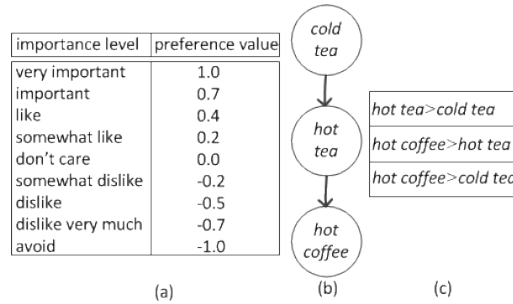 importance level preference value
very important 1.0
important 0.7
like 0.4
somewhat like 0.2
don't care 0.0
somewhat dislike -0.2
dislike -0.5
dislike very much -0.7
avoid -1.0
(a)
cold
tea
hot
tea
hot
coffee
(b)
hot tea>cold tea
hot coffee>hot tea
hot coffee>cold tea
(c)